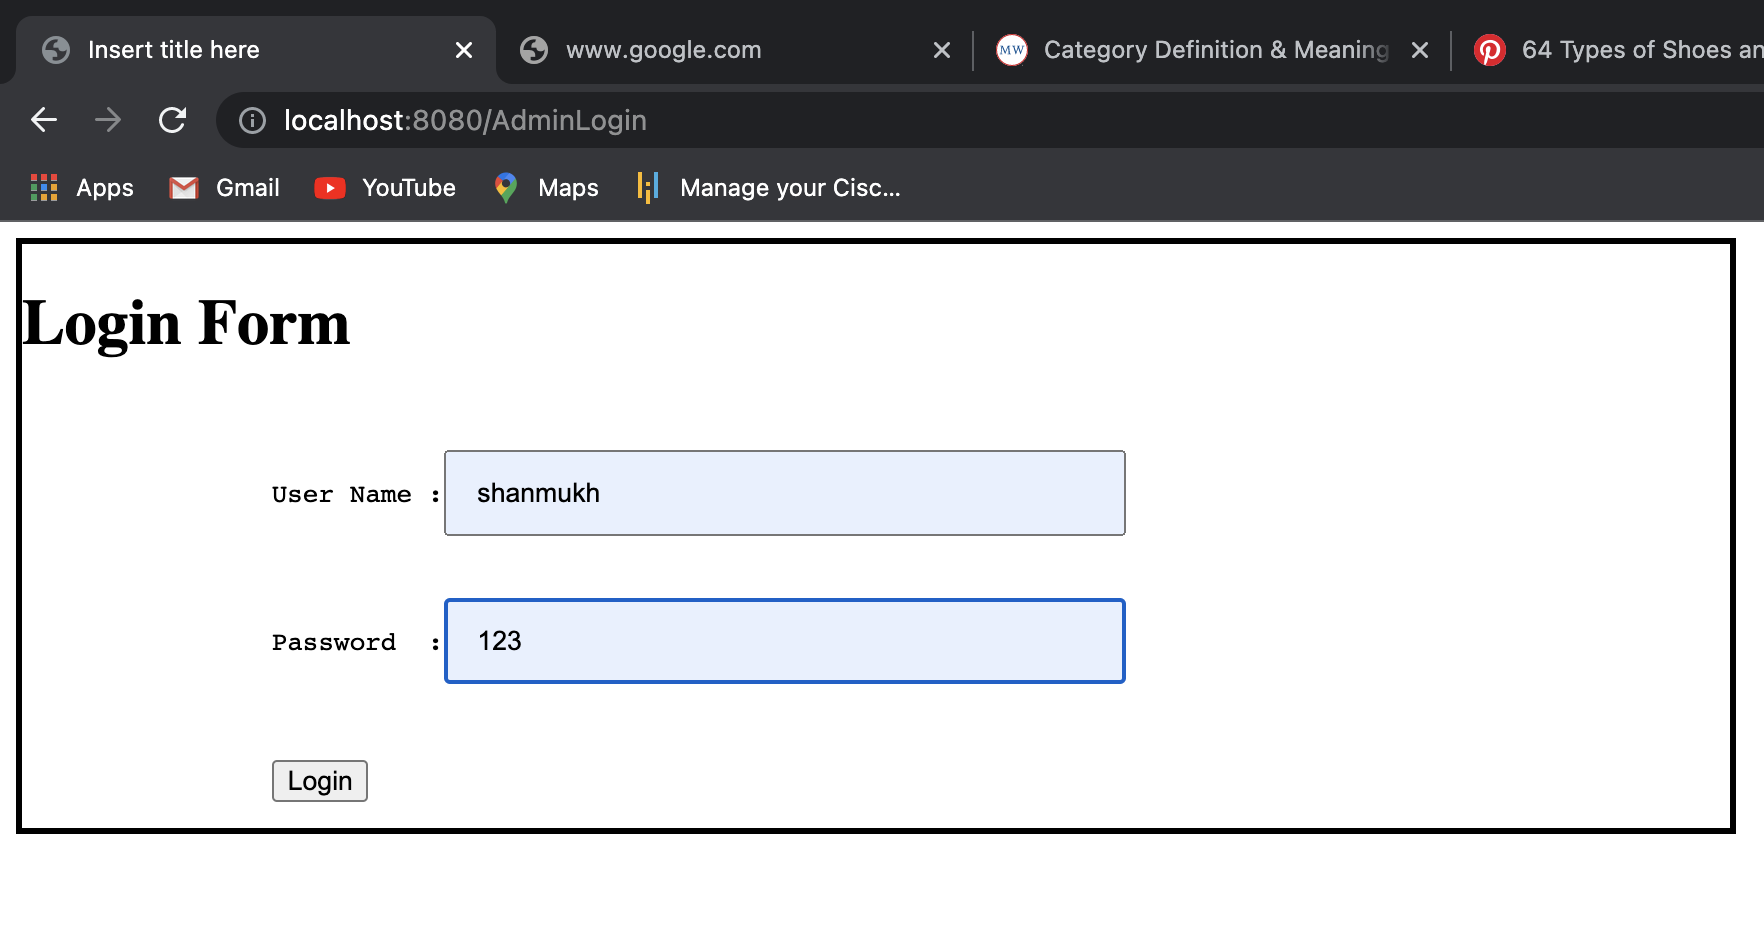 Insert title here
www.google.com
MW
Category Definition & Meaning
64 Types of Shoes an
localhost:8080/AdminLogin
Apps
Gmail
YouTube
Maps
Manage your Cisc...
Login Form
User Name :
shanmukh
Password :
123
Login